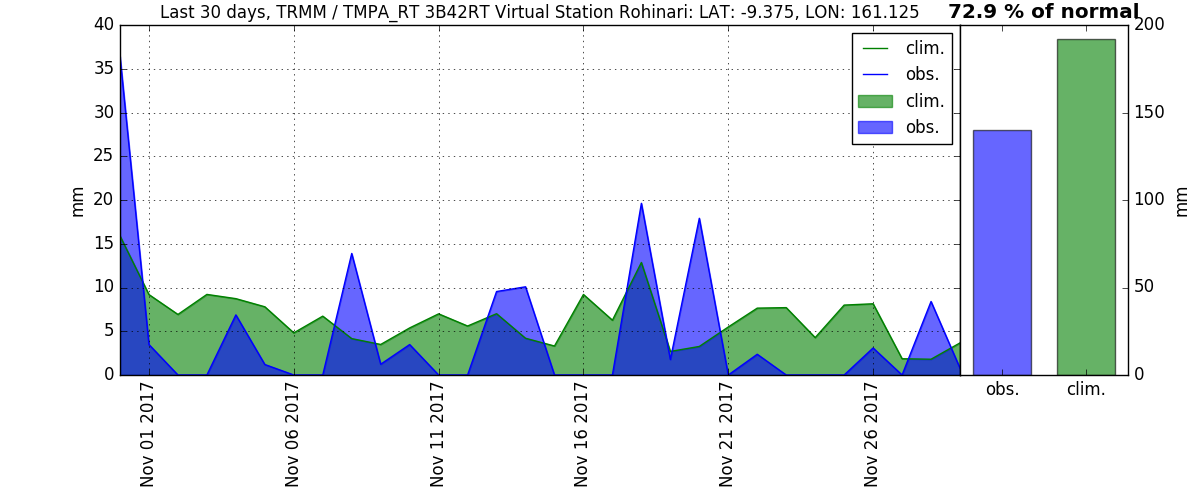 Last 30 days, TRMM / TMPA_RT 3B42RT Virtual Station Rohinari: LAT: -9.375, LON: 161.125
72.9 % of normal
40
35
30
25
20
15
10
5
0
mm
clim.
obs.
clim.
obs.
Nov 01 2017
Nov 06 2017
Nov 11 2017
Nov 16 2017
Nov 21 2017
Nov 26 2017
200
150
100
50
0
mm
obs.
clim.